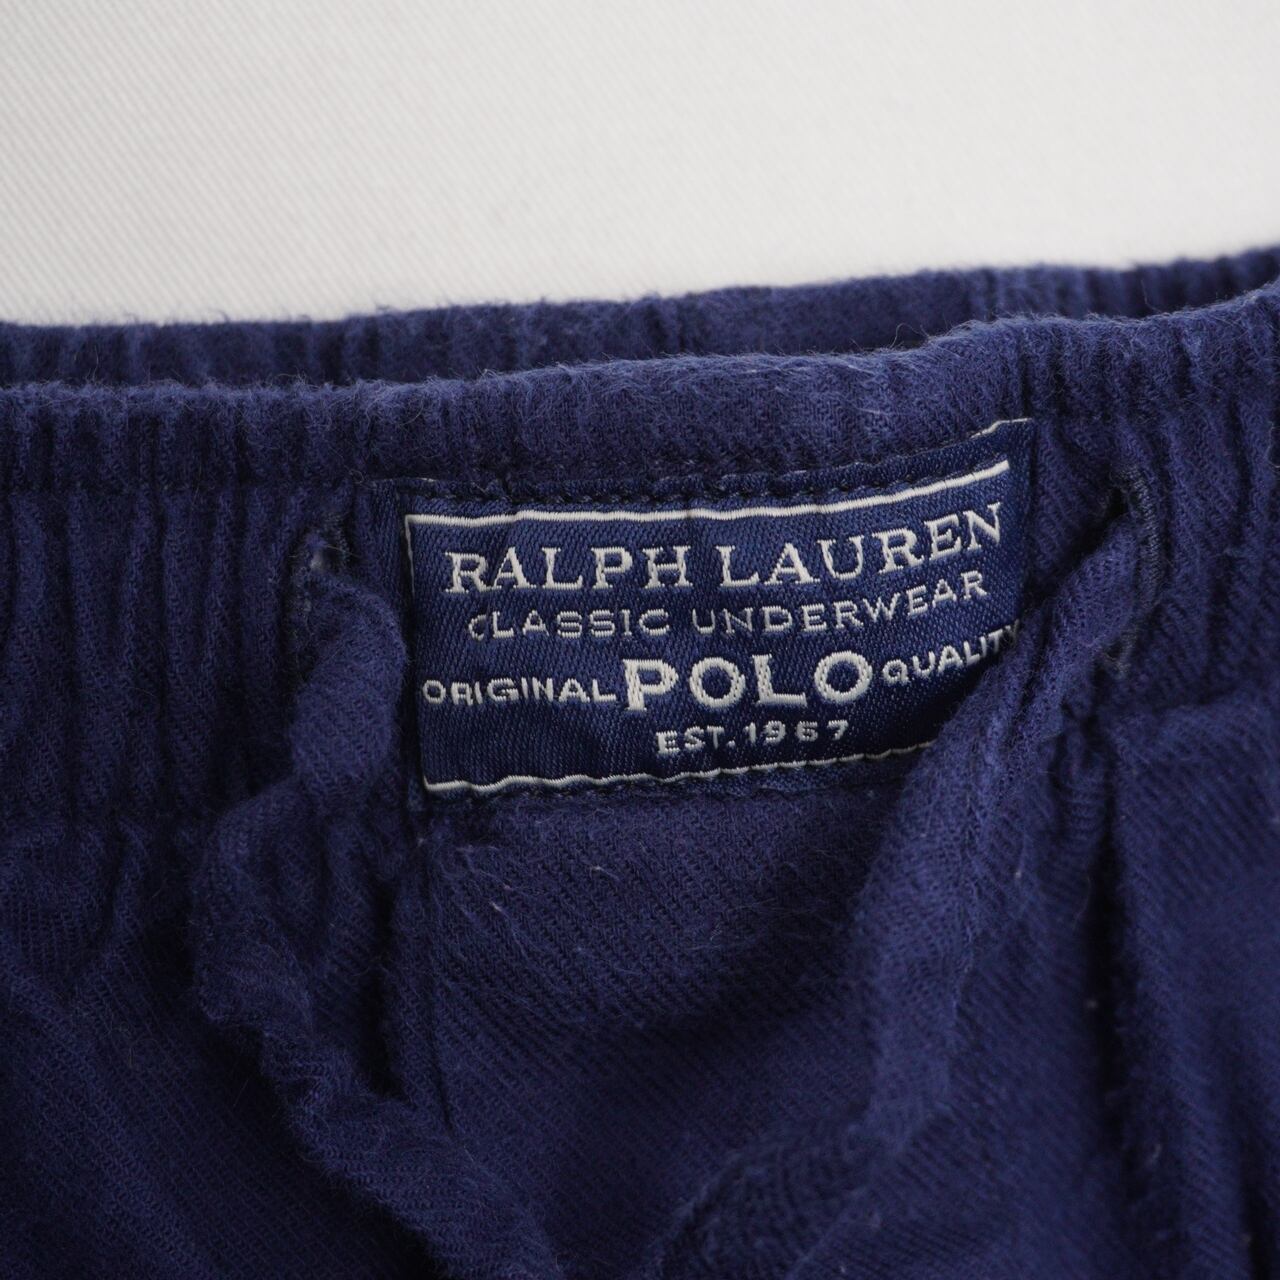 RALPH LAUREN
CLASSIC UNDERWEAR
ORIGINAL POLO QUALITY
EST. 1967